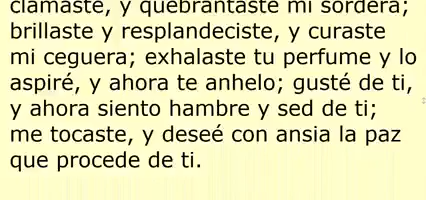 clamaste, y quebrantaste mi sordera;
brillaste y resplandeciste, y curaste
mi ceguera; exhalaste tu perfume y lo
aspiré, y ahora te anhelo; gusté de ti,
y ahora siento hambre y sed de ti;
me tocaste, y deseé con ansia la paz
que procede de ti.